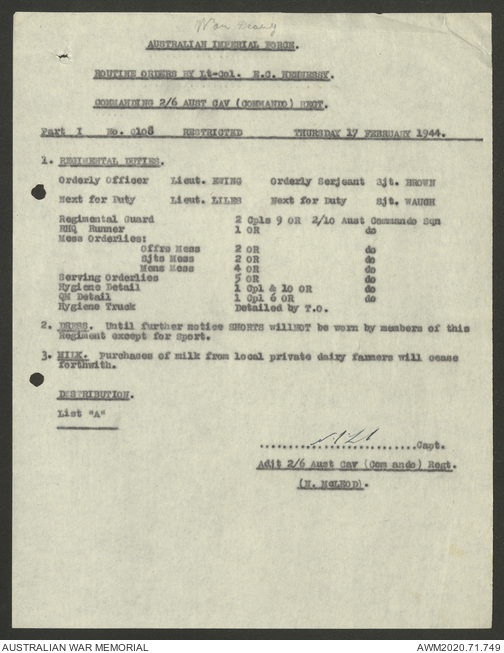 War Diary
AUSTRALIAN IMPERIAL FORCE.
ROUTINE ORDERS BY Lt-Col. E.C. HENNESSY.
COMMANDING 2/6 AUST CAV (COMMANDO) REGT.
Part I No. 0108 RESTRICTED THURSDAY 17 FEBRUARY 1944.
1. REGIMENTAL DUTIES.
Orderly Officer Lieut. EWING Orderly Serjeant Sjt. BROWN
Next for Duty Lieut. LILES Next for Duty Sjt. WAUGH
Regimental Guard 2 Cpls 9 OR 2/10 Aust Commando Sqn
RHQ Runner 1 OR do
Mess Orderlies:
Offrs Mess 2 OR do
Sjts Mess 2 OR do
Mens Mess 4 OR do
Serving Orderlies 5 OR do
Hygiene Detail 1 Cpl & 10 OR do
QM Detail 1 Cpl 6 OR do
Hygiene Truck Detailed by T.O.
2. DRESS. Until further notice SHORTS willNOT be worn by members of this
Regiment except for Sport.
3. MILK. Purchases of milk from local private dairy farmers will cease
forthwith.
DISTRIBUTION.
List "A"
Capt.
Adjt 2/6 Aust Cav (Com ando) Regt.
(N. McLEOD).
AUSTRALIAN WAR MEMORIAL AWM2020.71.740